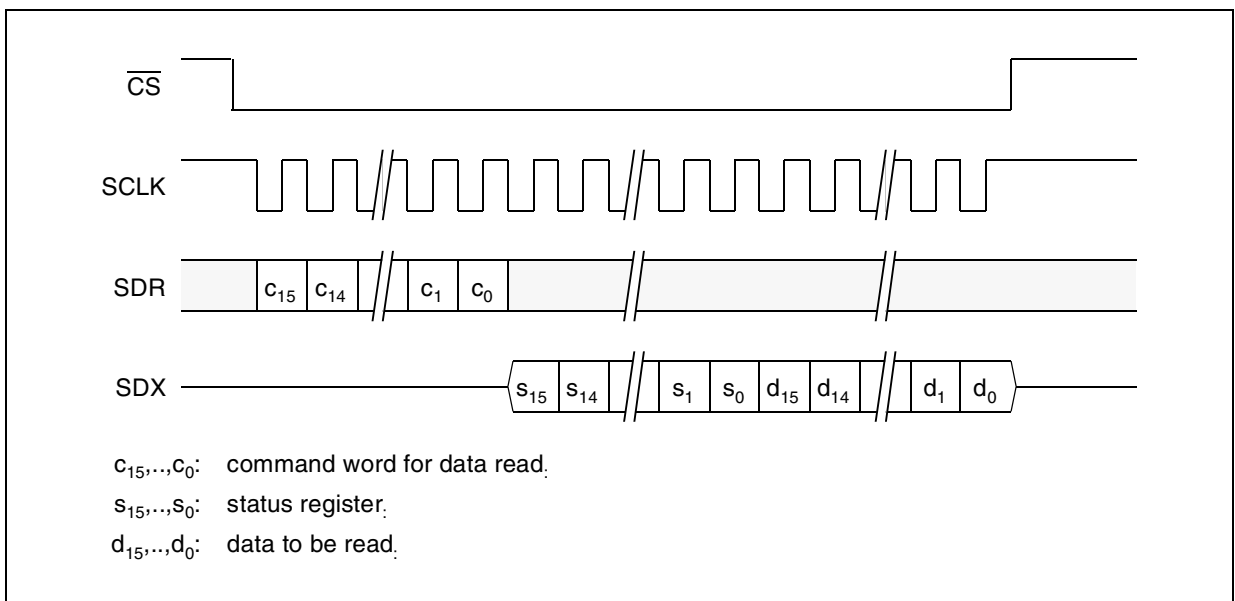 C̅S̅
SCLK
SDR c₁₅ c₁₄ c₁ c₀
SDX s₁₅ s₁₄ s₁ s₀ d₁₅ d₁₄ d₁ d₀
c₁₅,..,c₀: command word for data read.
s₁₅,..,s₀: status register.
d₁₅,..,d₀: data to be read.